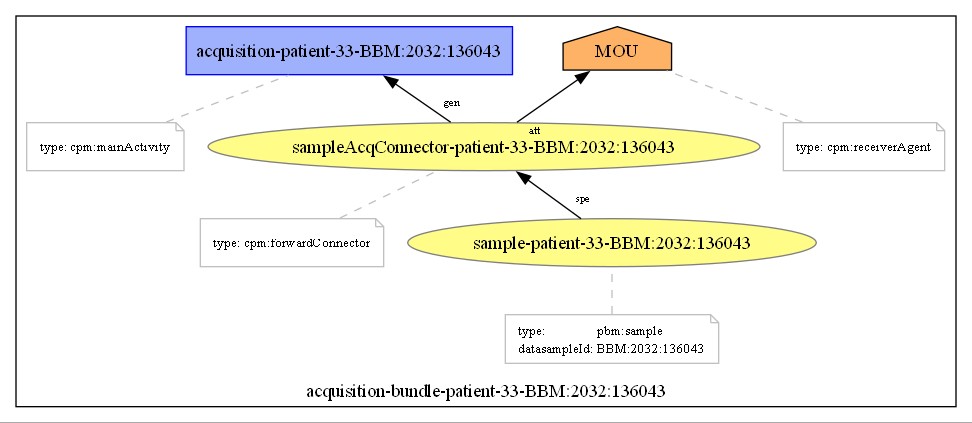 acquisition-patient-33-BBM:2032:136043
MOU
gen
att
type: cpm:mainActivity
sampleAcqConnector-patient-33-BBM:2032:136043
type: cpm:receiverAgent
spe
type: cpm:forwardConnector
sample-patient-33-BBM:2032:136043
type: pbm:sample
datasampleId: BBM:2032:136043
acquisition-bundle-patient-33-BBM:2032:136043